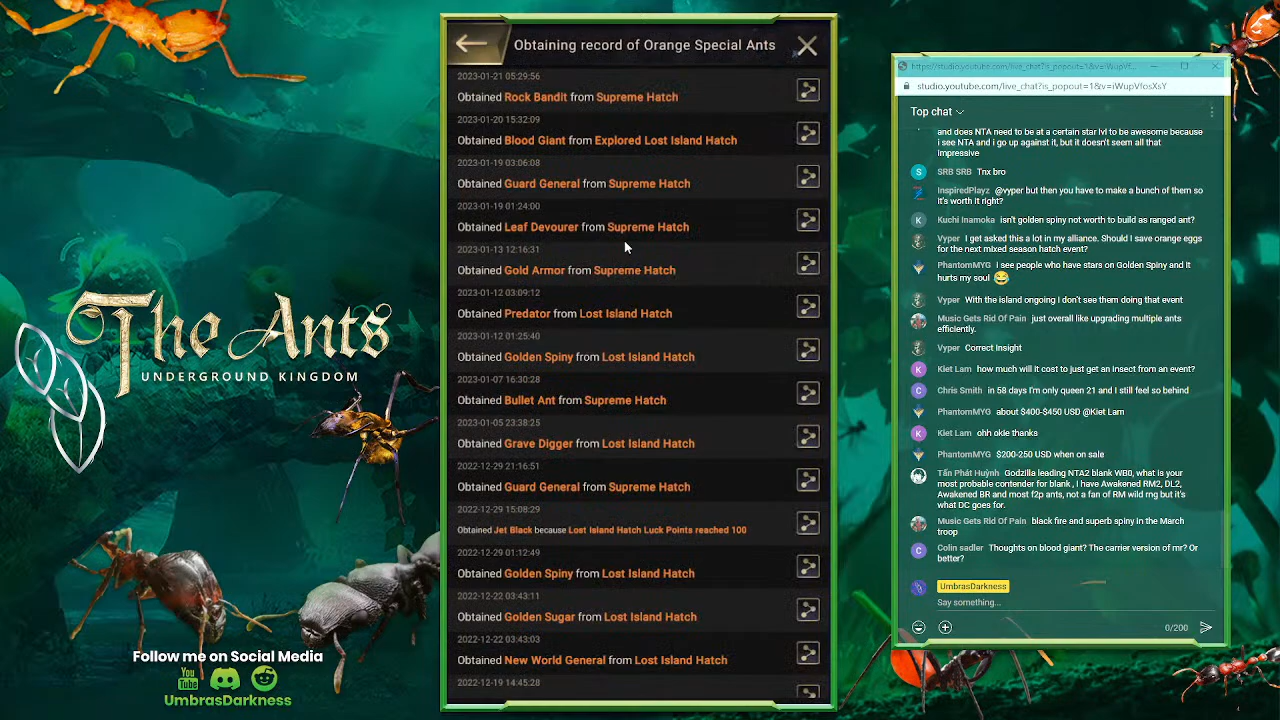 The Ants
UNDERGROUND KINGDOM
Follow me on Social Media
You
Tube
UmbrasDarkness
Obtaining record of Orange Special Ants
2023-01-21 05:29:56
Obtained Rock Bandit from Supreme Hatch
2023-01-20 15:32:09
Obtained Blood Giant from Explored Lost Island Hatch
2023-01-19 03:06:08
Obtained Guard General from Supreme Hatch
2023-01-19 01:24:00
Obtained Leaf Devourer from Supreme Hatch
2023-01-13 12:16:31
Obtained Gold Armor from Supreme Hatch
2023-01-12 03:09:12
Obtained Predator from Lost Island Hatch
2023-01-12 01:25:40
Obtained Golden Spiny from Lost Island Hatch
2023-01-07 16:30:28
Obtained Bullet Ant from Supreme Hatch
2023-01-05 23:38:25
Obtained Grave Digger from Lost Island Hatch
2022-12-29 21:16:51
Obtained Guard General from Supreme Hatch
2022-12-29 15:08:29
Obtained Jet Black because Lost Island Hatch Luck Points reached 100
2022-12-29 01:12:49
Obtained Golden Spiny from Lost Island Hatch
2022-12-22 03:43:11
Obtained Golden Sugar from Lost Island Hatch
2022-12-22 03:43:03
Obtained New World General from Lost Island Hatch
2022-12-19 14:45:28
https://studio.youtube.com/live_chat?is_popout=1&v=iWupVf...
studio.youtube.com/live_chat?is_popout=1&v=iWupVfosXsY
Top chat
and does NTA need to be at a certain star lvl to be awesome because
i see NTA and i go up against it, but it doesn't seem all that
impressive
S SRB SRB Tnx bro
InspiredPlayz @vyper but then you have to make a bunch of them so
it's worth it right?
K Kuchi Inamoka isn't golden spiny not worth to build as ranged ant?
Vyper I get asked this a lot in my alliance. Should I save orange eggs
for the next mixed season hatch event?
PhantomMYG i see people who have stars on Golden Spiny and it
hurts my soul 😂
Vyper With the island ongoing I don't see them doing that event
Music Gets Rid Of Pain just overall like upgrading multiple ants
efficiently.
Vyper Correct Insight
K Kiet Lam how much will it cost to just get an insect from an event?
C Chris Smith in 58 days I'm only queen 21 and I still feel so behind
PhantomMYG about $400-$450 USD @Kiet Lam
K Kiet Lam ohh okie thanks
PhantomMYG $200-250 USD when on sale
Tấn Phát Huỳnh Godzilla leading NTA2 blank WB0, what is your
most probable contender for blank , I have Awakened RM2, DL2,
Awakened BR and most f2p ants, not a fan of RM wild rng but it's
what DC goes for.
Music Gets Rid Of Pain black fire and superb spiny in the March
troop
C Colin sadler Thoughts on blood giant? The carrier version of mr? Or
better?
UmbrasDarkness
Say something...
0/200